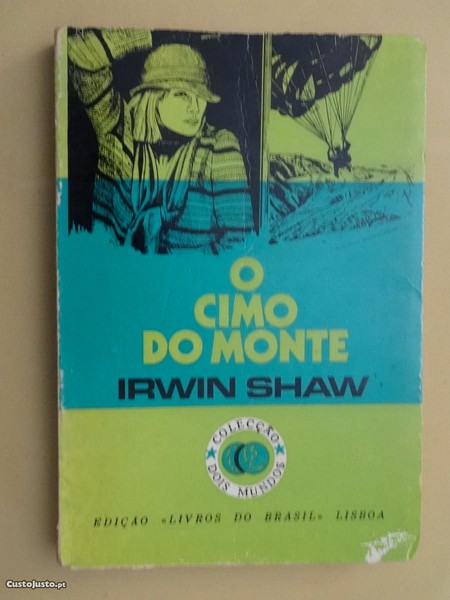 O
CIMO
DO MONTE
IRWIN SHAW
COLECÇÃO
DOIS MUNDOS
EDIÇÃO «LIVROS DO BRASIL» LISBOA
CustoJusto.pt